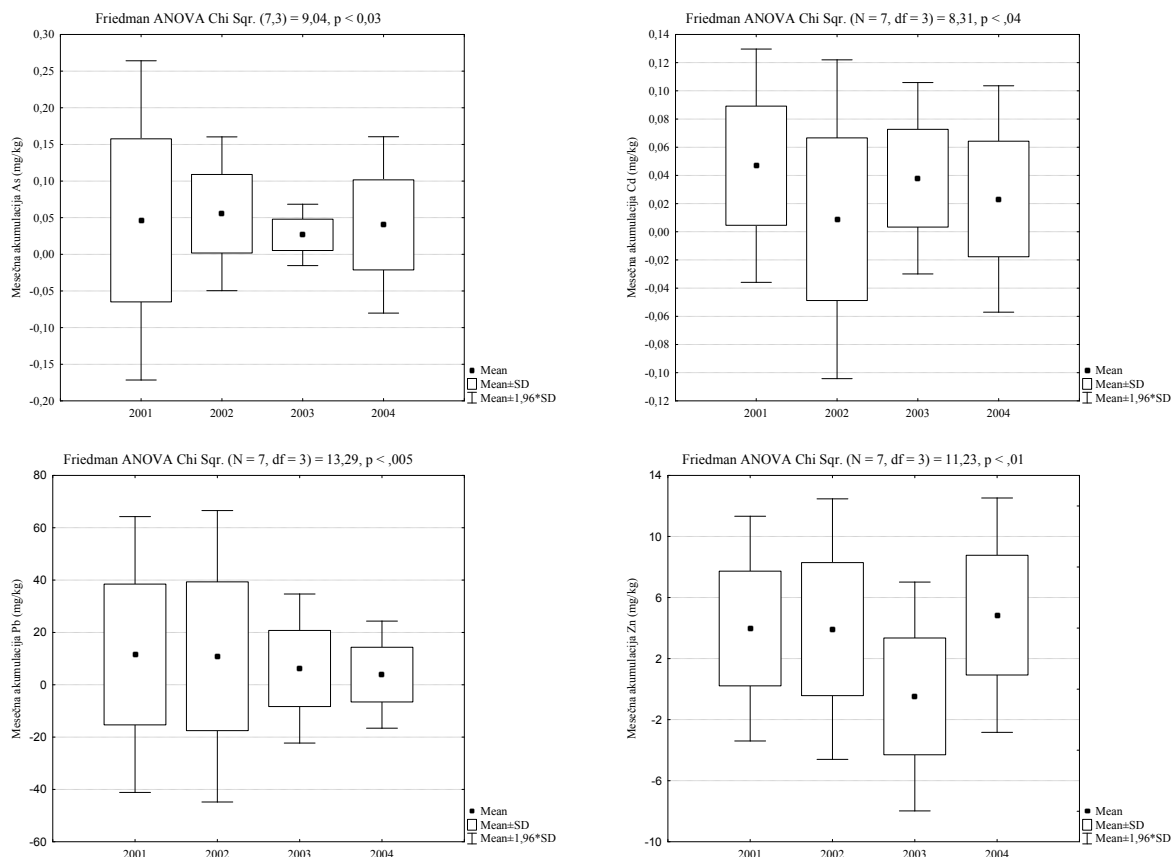 Friedman ANOVA Chi Sqr. (7,3) = 9,04, p < 0,03
Mesečna akumulacija As (mg/kg)
0,30
0,25
0,20
0,15
0,10
0,05
0,00
-0,05
-0,10
-0,15
-0,20
2001 2002 2003 2004
Mean
Mean±SD
Mean±1,96*SD
Friedman ANOVA Chi Sqr. (N = 7, df = 3) = 8,31, p < ,04
Mesečna akumulacija Cd (mg/kg)
0,14
0,12
0,10
0,08
0,06
0,04
0,02
0,00
-0,02
-0,04
-0,06
-0,08
-0,10
-0,12
2001 2002 2003 2004
Mean
Mean±SD
Mean±1,96*SD
Friedman ANOVA Chi Sqr. (N = 7, df = 3) = 13,29, p < ,005
Mesečna akumulacija Pb (mg/kg)
80
60
40
20
0
-20
-40
-60
2001 2002 2003 2004
Mean
Mean±SD
Mean±1,96*SD
Friedman ANOVA Chi Sqr. (N = 7, df = 3) = 11,23, p < ,01
Mesečna akumulacija Zn (mg/kg)
14
10
6
2
-2
-6
-10
2001 2002 2003 2004
Mean
Mean±SD
Mean±1,96*SD